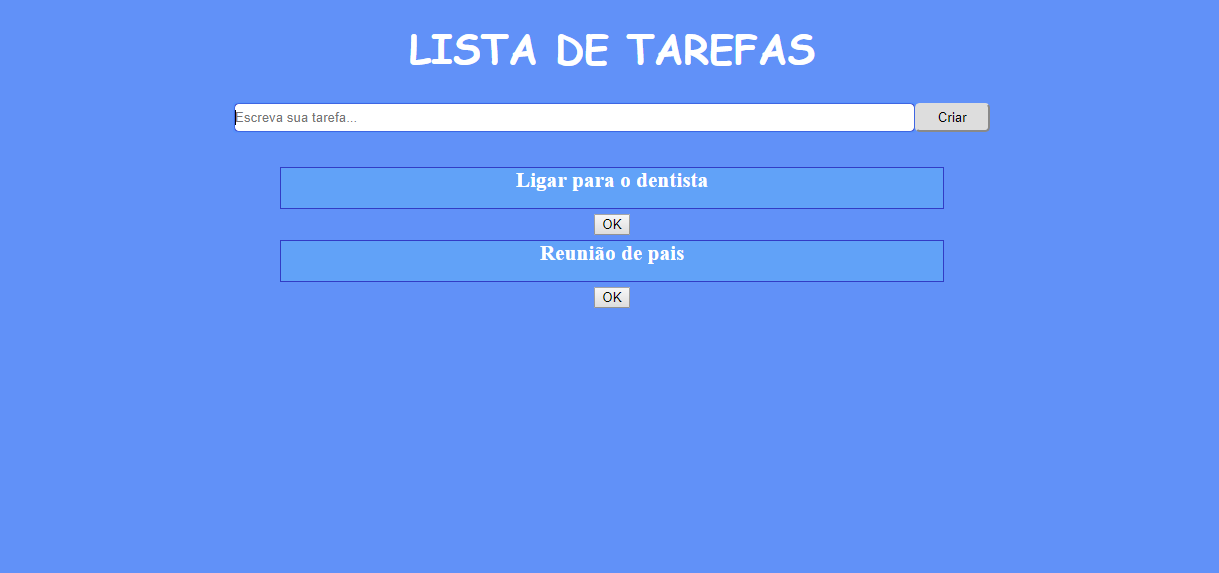 LISTA DE TAREFAS
Escreva sua tarefa... Criar
Ligar para o dentista
OK
Reunião de pais
OK